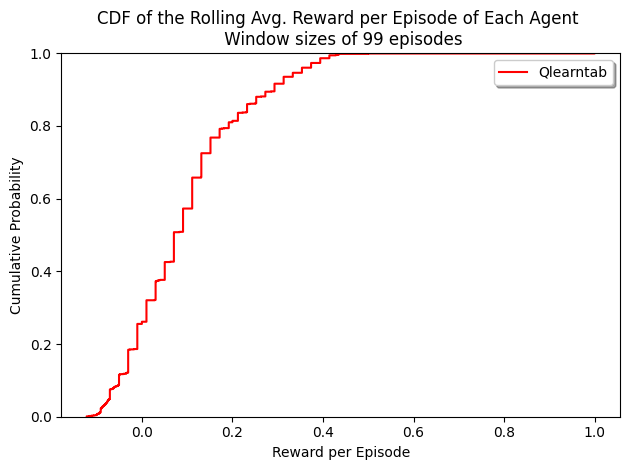 CDF of the Rolling Avg. Reward per Episode of Each Agent
Window sizes of 99 episodes
Qlearntab
Cumulative Probability
1.0
0.8
0.6
0.4
0.2
0.0
0.0 0.2 0.4 0.6 0.8 1.0
Reward per Episode